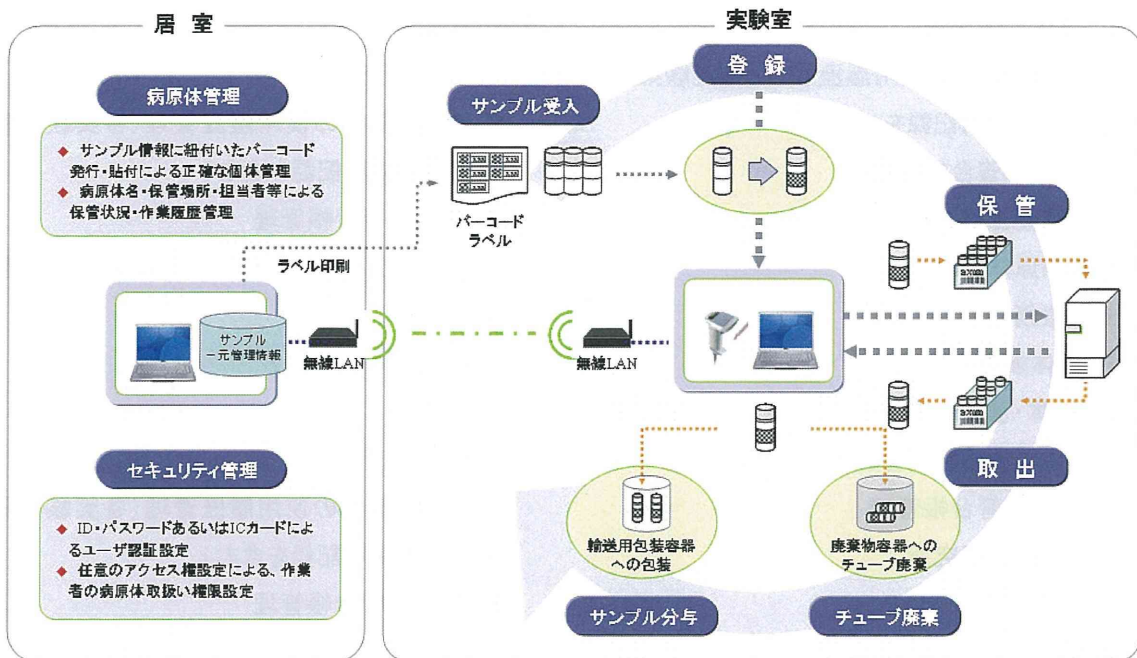 居 室
病原体管理
◆ サンプル情報に紐付いたバーコード
発行・貼付による正確な個体管理
◆ 病原体名・保管場所・担当者等による
保管状況・作業履歴管理
ラベル印刷
サンプル
一元管理情報
無線LAN
セキュリティ管理
◆ ID・パスワードあるいはICカードによ
るユーザ認証設定
◆ 任意のアクセス権設定による、作業
者の病原体取扱い権限設定
実験室
登 録
サンプル受入
バーコード
ラベル
保 管
無線LAN
取 出
輸送用包装容器
への包装
廃棄物容器への
チューブ廃棄
サンプル分与
チューブ廃棄